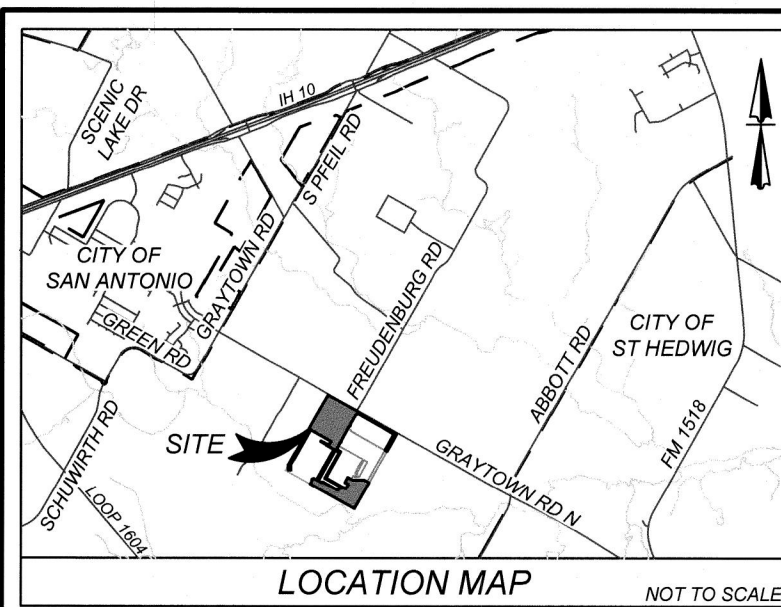 SCENIC
LAKE DR
IH 10
S PFEIL RD
CITY OF
SAN ANTONIO
GRAYTOWN RD
GREEN RD
FREUDENBURG RD
ABBOTT RD
CITY OF
ST HEDWIG
FM 1518
SITE
GRAYTOWN RD N
SCHUWIRTH RD
LOOP 1604
LOCATION MAP
NOT TO SCALE